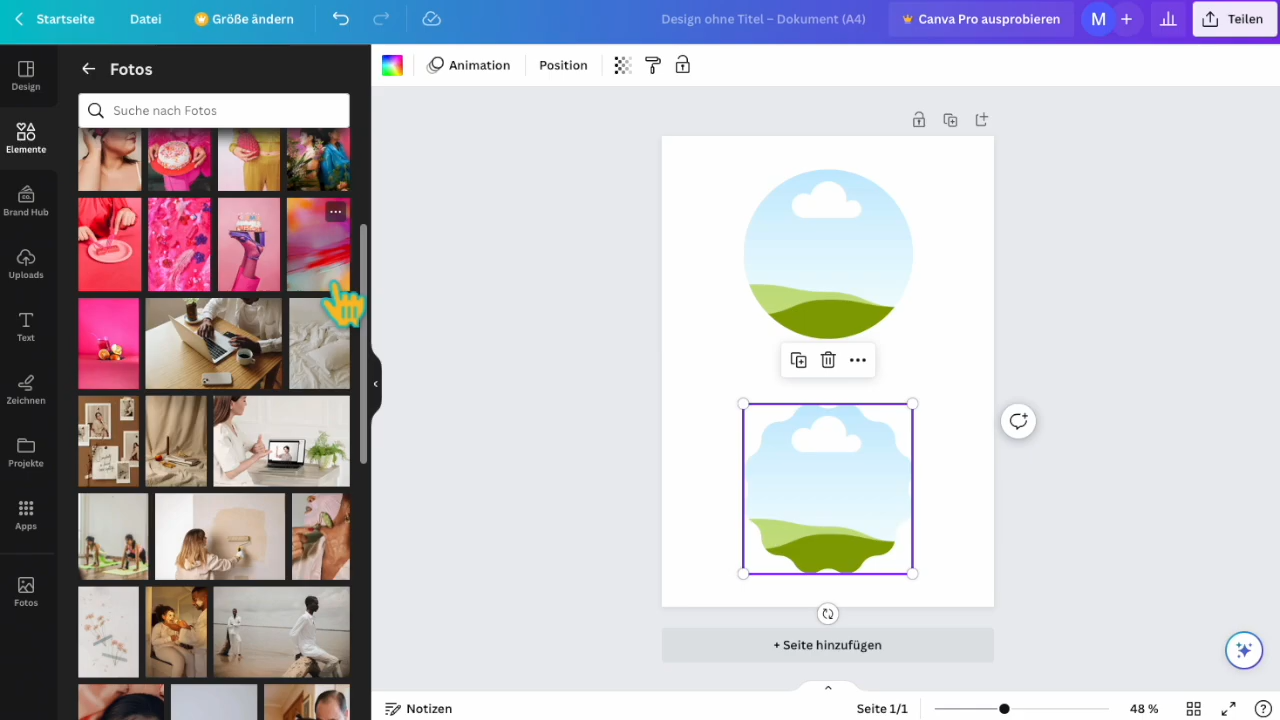 Startseite
Datei
Größe ändern
Design ohne Titel – Dokument (A4)
Canva Pro ausprobieren
M
+
Teilen
Design
Elemente
Brand Hub
Uploads
Text
Zeichnen
Projekte
Apps
Fotos
Fotos
Suche nach Fotos
Animation
Position
+ Seite hinzufügen
Notizen
Seite 1/1
48 %